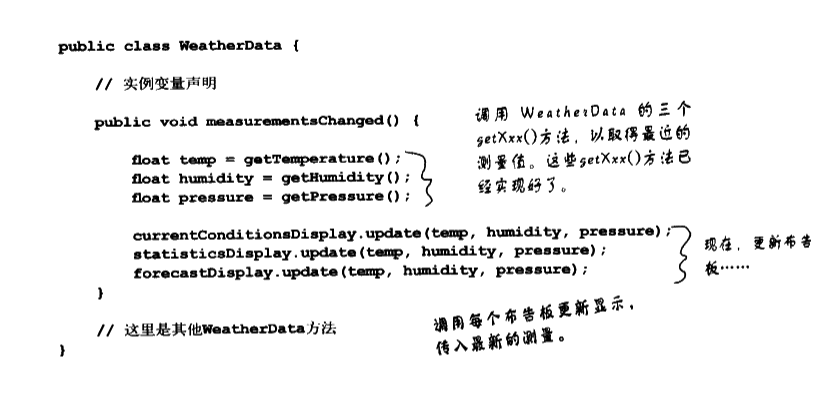 public class WeatherData {
// 实例变量声明
public void measurementsChanged() {
float temp = getTemperature();
float humidity = getHumidity();
float pressure = getPressure();
调用 WeatherData 的三个
getXxx()方法，以取得最近的
测量值。这些getXxx()方法已
经实现好了。
currentConditionsDisplay.update(temp, humidity, pressure);
statisticsDisplay.update(temp, humidity, pressure);
forecastDisplay.update(temp, humidity, pressure);
现在，更新布告
板……
}
// 这里是其他WeatherData方法
}
调用每个布告板更新显示，
传入最新的测量。